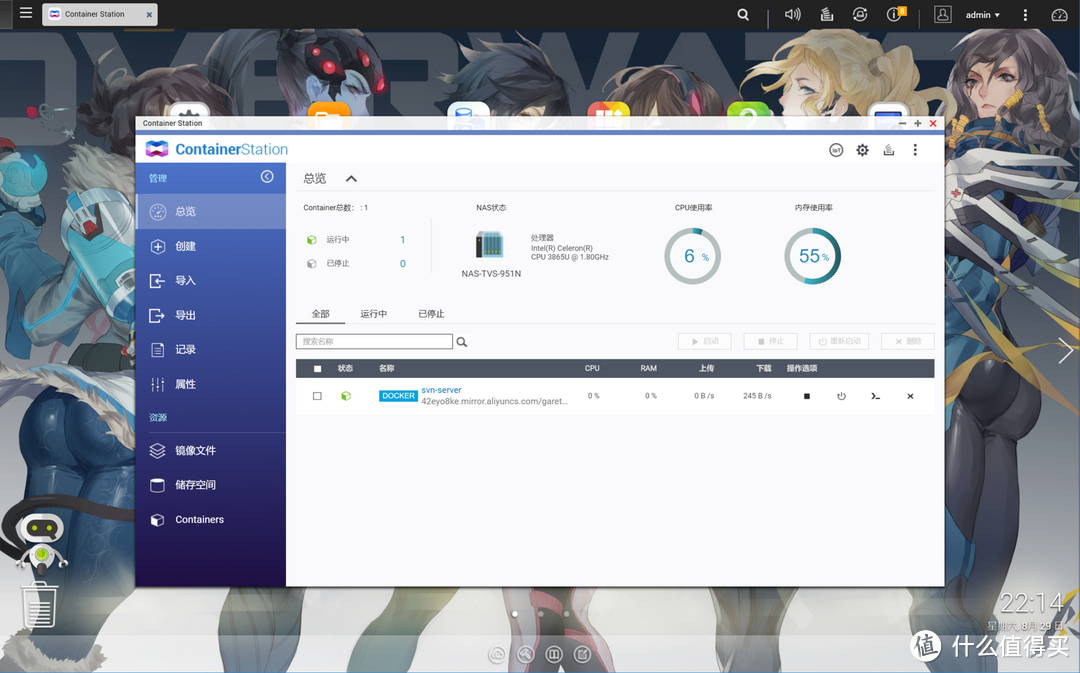 Container Station
8
admin
OVERWATCH
Container Station
ContainerStation
管理
总览
创建
导入
导出
记录
属性
资源
镜像文件
储存空间
Containers
总览
Container总数: : 1
运行中 1
已停止 0
NAS状态
NAS-TVS-951N
处理器
Intel(R) Celeron(R)
CPU 3865U @ 1.80GHz
CPU使用率
6 %
内存使用率
55 %
全部 运行中 已停止
搜索名称
启动 停止 重新启动 删除
状态 名称 CPU RAM 上传 下载 操作选项
DOCKER svn-server 0 % 0 % 0 B /s 245 B /s
42eyo8ke.mirror.aliyuncs.com/garet...
22:14
星期六, 8月 29 日
值 什么值得买